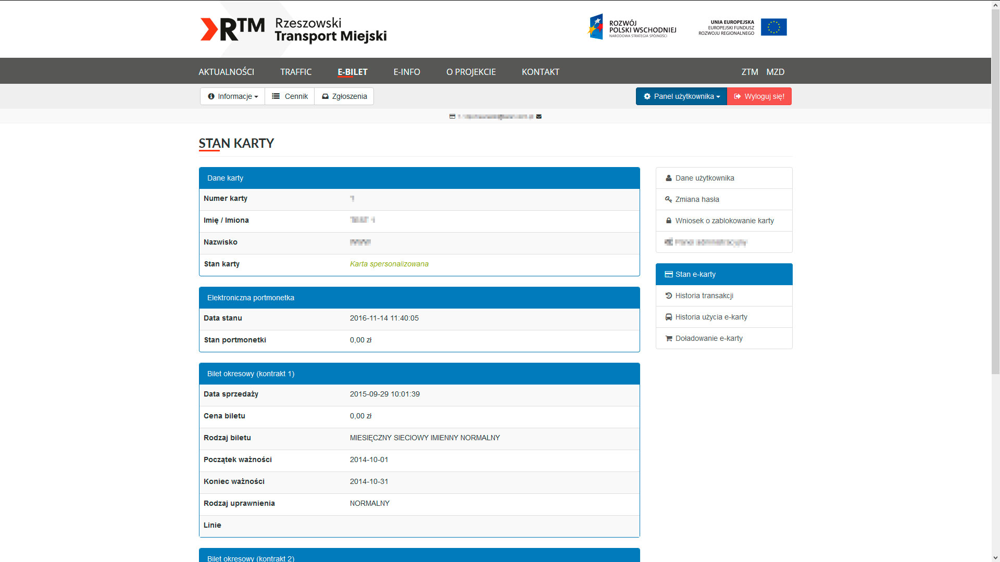 RTM Rzeszowski
Transport Miejski
ROZWÓJ
POLSKI WSCHODNIEJ
NARODOWA STRATEGIA SPÓJNOŚCI
UNIA EUROPEJSKA
EUROPEJSKI FUNDUSZ
ROZWOJU REGIONALNEGO
AKTUALNOŚCI TRAFFIC E-BILET E-INFO O PROJEKCIE KONTAKT ZTM MZD
Informacje Cennik Zgłoszenia Panel użytkownika Wyloguj się!
STAN KARTY
Dane karty
Numer karty
Imię / Imiona
Nazwisko
Stan karty Karta spersonalizowana
Elektroniczna portmonetka
Data stanu 2016-11-14 11:40:05
Stan portmonetki 0,00 zł
Bilet okresowy (kontrakt 1)
Data sprzedaży 2015-09-29 10:01:39
Cena biletu 0,00 zł
Rodzaj biletu MIESIĘCZNY SIECIOWY IMIENNY NORMALNY
Początek ważności 2014-10-01
Koniec ważności 2014-10-31
Rodzaj uprawnienia NORMALNY
Linie
Bilet okresowy (kontrakt 2)
Dane użytkownika
Zmiana hasła
Wniosek o zablokowanie karty
Stan e-karty
Historia transakcji
Historia użycia e-karty
Doładowanie e-karty